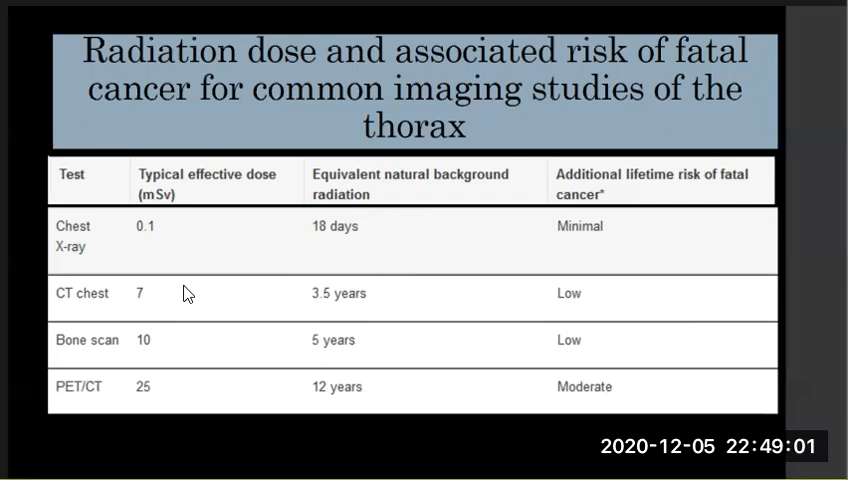 Radiation dose and associated risk of fatal
cancer for common imaging studies of the
thorax
Test
Typical effective dose
(mSv)
Equivalent natural background
radiation
Additional lifetime risk of fatal
cancer*
Chest
X-ray
0.1
18 days
Minimal
CT chest
7
3.5 years
Low
Bone scan
10
5 years
Low
PET/CT
25
12 years
Moderate
2020-12-05 22:49:01